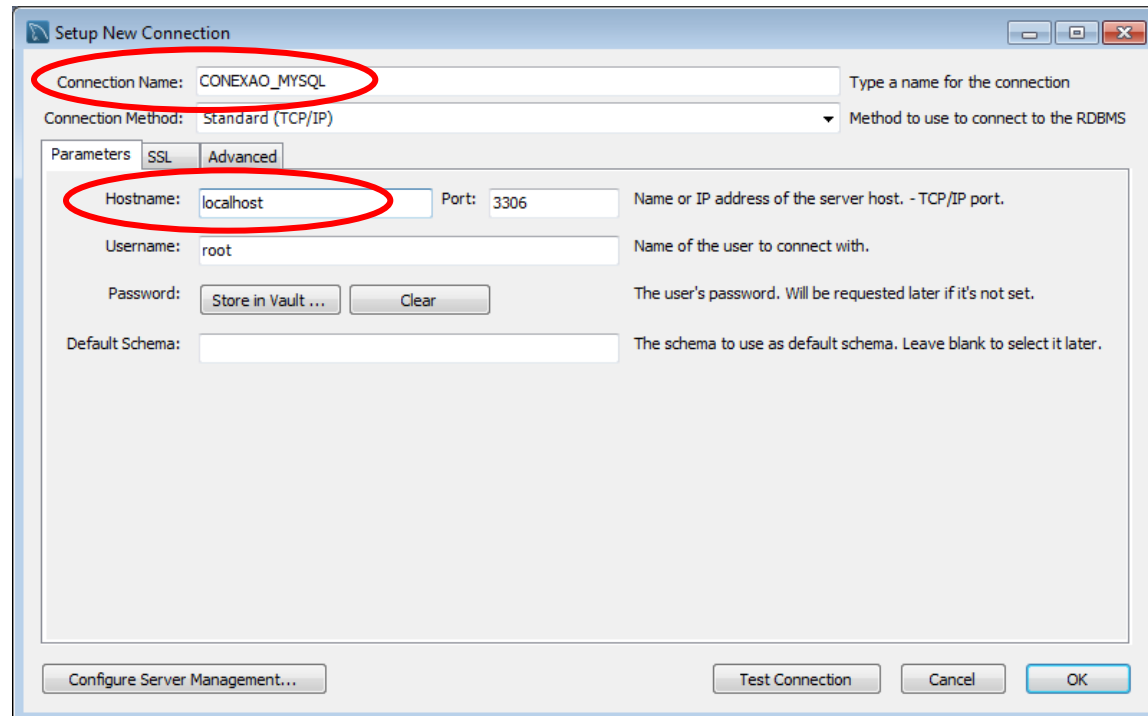 Setup New Connection
Connection Name: CONEXAO_MYSQL Type a name for the connection
Connection Method: Standard (TCP/IP) Method to use to connect to the RDBMS
Parameters SSL Advanced
Hostname: localhost Port: 3306 Name or IP address of the server host. - TCP/IP port.
Username: root Name of the user to connect with.
Password: Store in Vault ... Clear The user's password. Will be requested later if it's not set.
Default Schema: The schema to use as default schema. Leave blank to select it later.
Configure Server Management... Test Connection Cancel OK